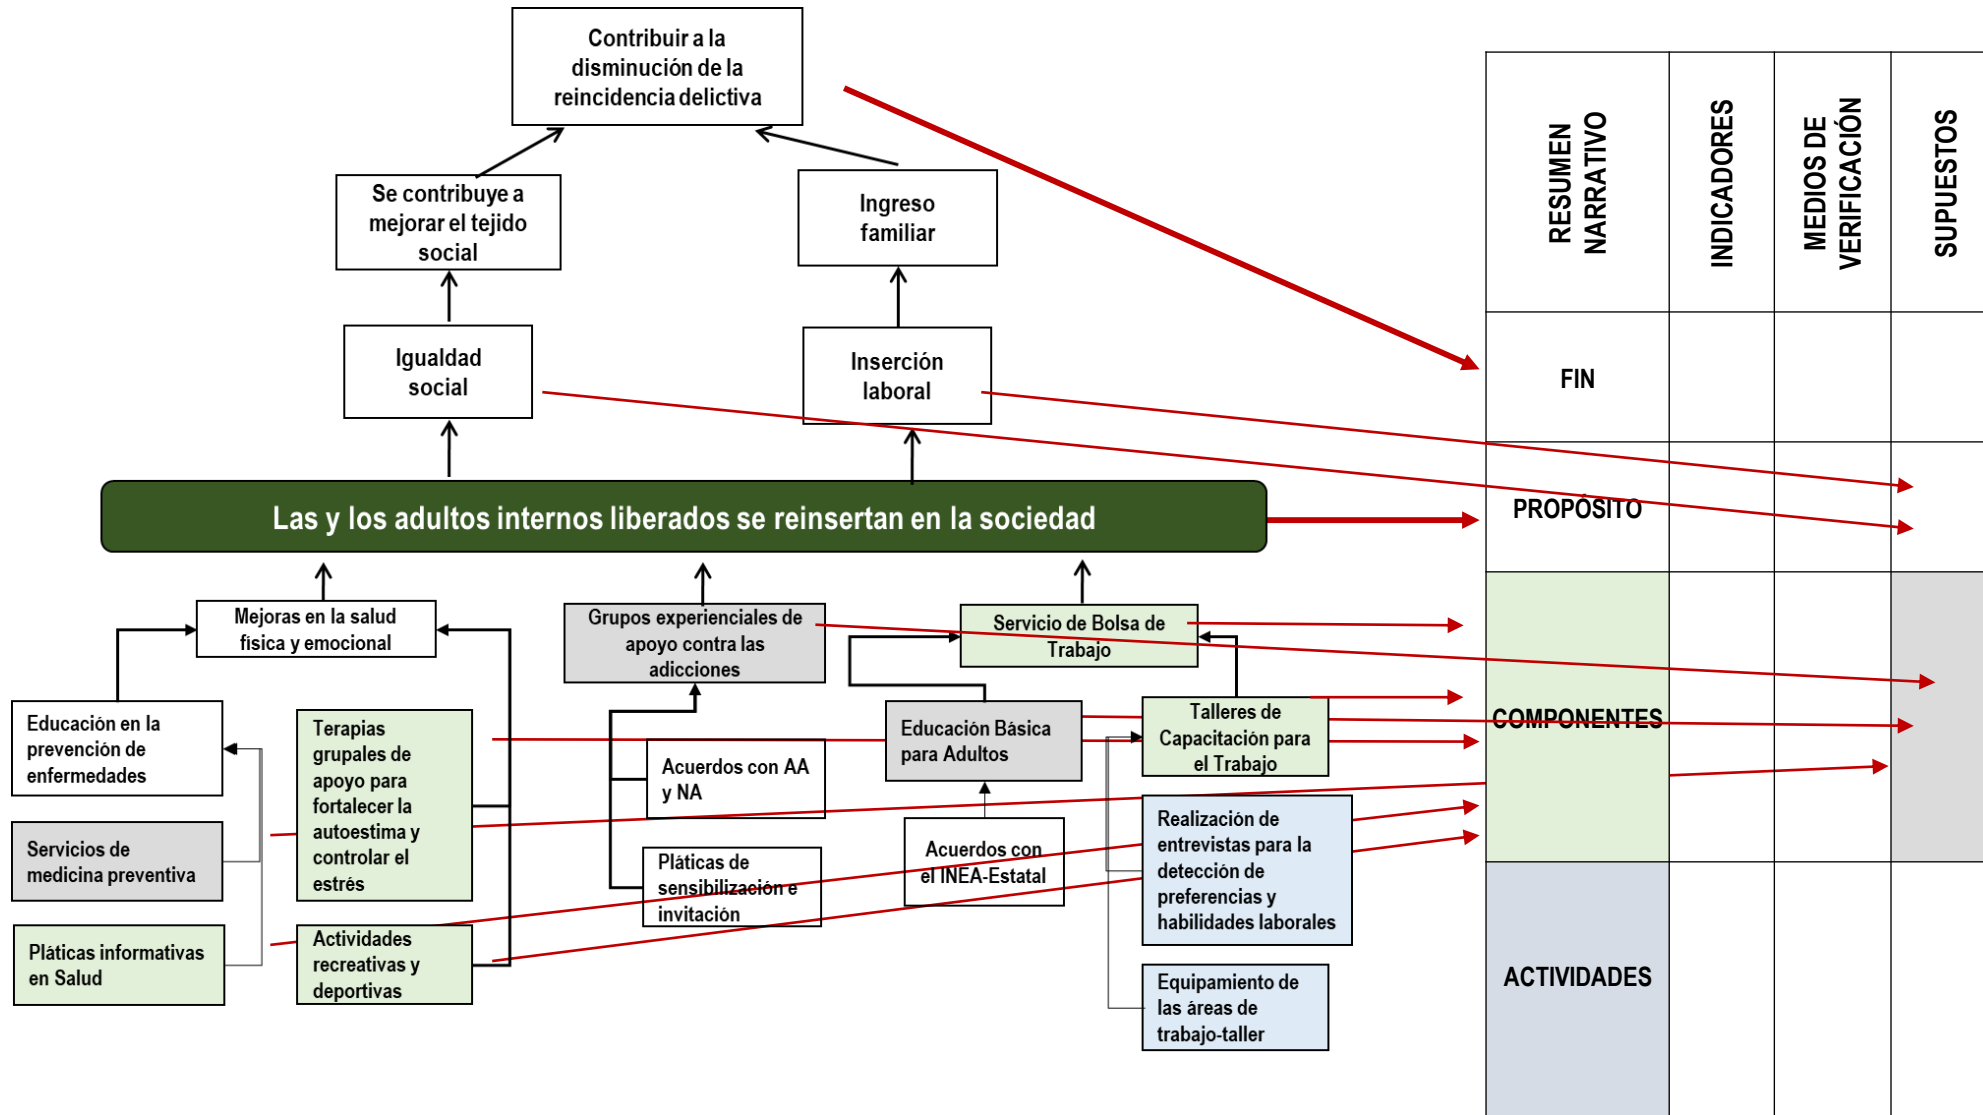 Contribuir a la
disminución de la
reincidencia delictiva
Se contribuye a
mejorar el tejido
social
Ingreso
familiar
Igualdad
social
Inserción
laboral
Las y los adultos internos liberados se reinsertan en la sociedad
Mejoras en la salud
física y emocional
Grupos experienciales de
apoyo contra las
adicciones
Servicio de Bolsa de
Trabajo
Educación en la
prevención de
enfermedades
Terapias
grupales de
apoyo para
fortalecer la
autoestima y
controlar el
estrés
Acuerdos con AA
y NA
Educación Básica
para Adultos
Talleres de
Capacitación para
el Trabajo
Servicios de
medicina preventiva
Pláticas de
sensibilización e
invitación
Acuerdos con
el INEA-Estatal
Realización de
entrevistas para la
detección de
preferencias y
habilidades laborales
Pláticas informativas
en Salud
Actividades
recreativas y
deportivas
Equipamiento de
las áreas de
trabajo-taller
RESUMEN
NARRATIVO
INDICADORES
MEDIOS DE
VERIFICACIÓN
SUPUESTOS
FIN
PROPÓSITO
COMPONENTES
ACTIVIDADES